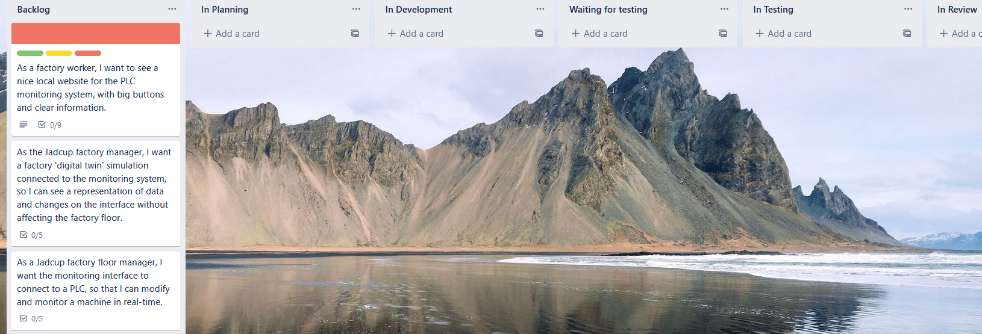 Backlog
In Planning
In Development
Waiting for testing
In Testing
In Review
+ Add a card
+ Add a card
+ Add a card
+ Add a card
+ Add a c
As a factory worker, I want to see a
nice local website for the PLC
monitoring system, with big buttons
and clear information.
0/9
As the Jadcup factory manager, I want
a factory 'digital twin' simulation
connected to the monitoring system,
so I can see a representation of data
and changes on the interface without
affecting the factory floor.
0/5
As a Jadcup factory floor manager, I
want the monitoring interface to
connect to a PLC, so that I can modify
and monitor a machine in real-time.
0/5